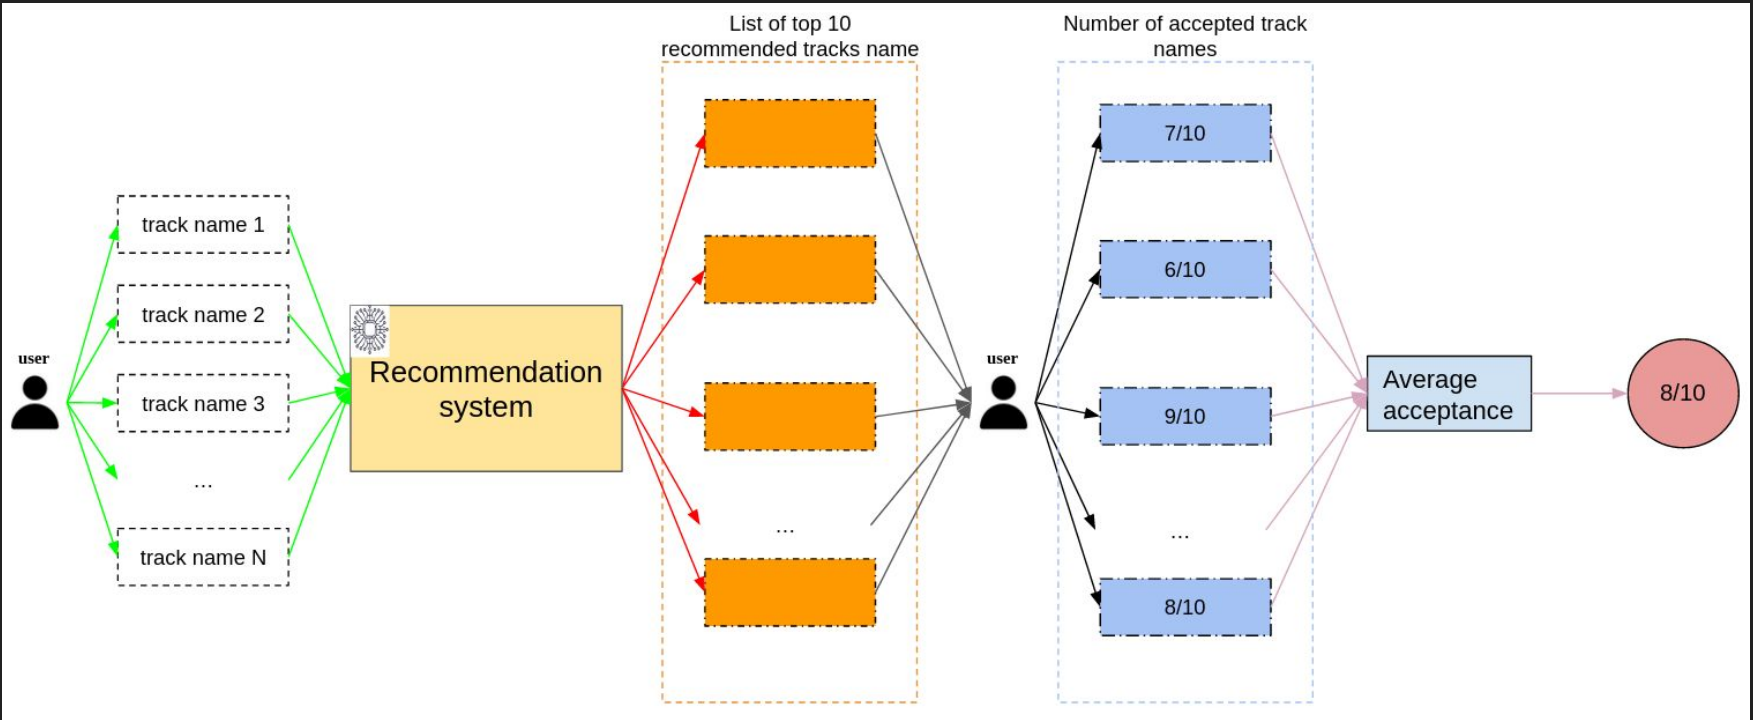 user
track name 1
track name 2
track name 3
...
track name N
Recommendation
system
List of top 10
recommended tracks name
...
user
Number of accepted track
names
7/10
6/10
9/10
...
8/10
Average
acceptance
8/10